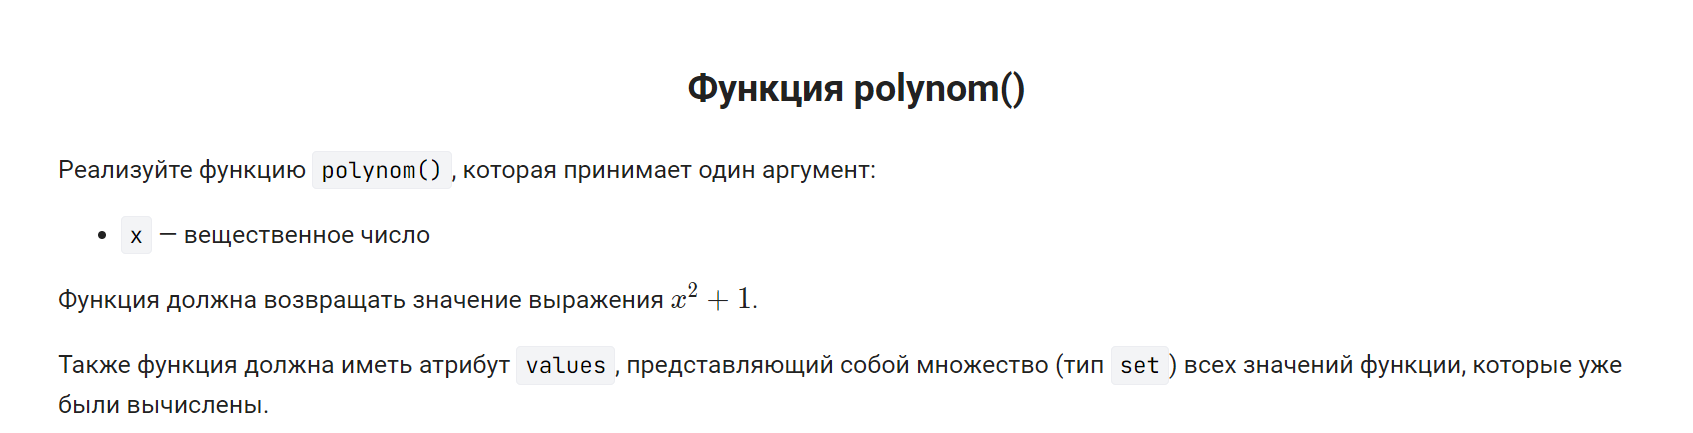 Функция polynom()
Реализуйте функцию polynom(), которая принимает один аргумент:
• x — вещественное число
Функция должна возвращать значение выражения x² + 1.
Также функция должна иметь атрибут values, представляющий собой множество (тип set) всех значений функции, которые уже
были вычислены.